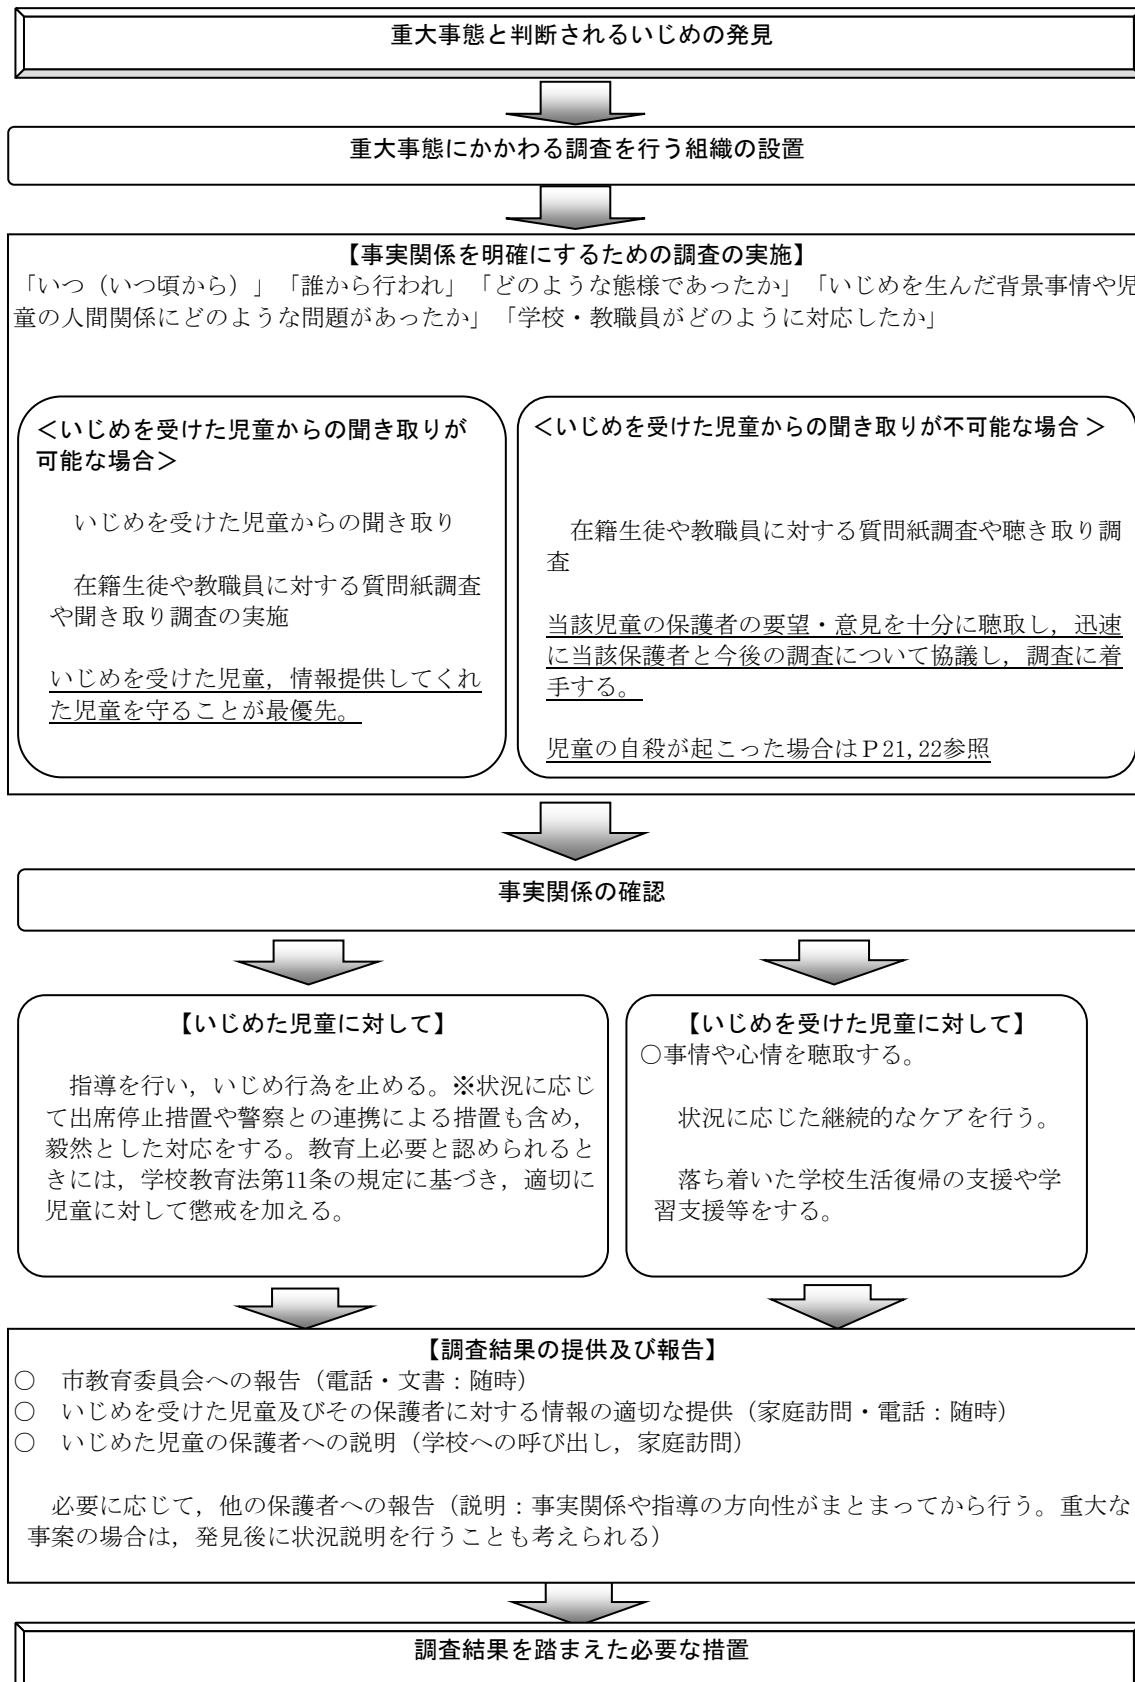 重大事態と判断されるいじめの発見
重大事態にかかわる調査を行う組織の設置
【事実関係を明確にするための調査の実施】
「いつ（いつ頃から）」「誰から行われ」「どのような態様であったか」「いじめを生んだ背景事情や児
童の人間関係にどのような問題があったか」「学校・教職員がどのように対応したか」
＜いじめを受けた児童からの聞き取りが
可能な場合＞
いじめを受けた児童からの聞き取り
在籍生徒や教職員に対する質問紙調査
や聞き取り調査の実施
いじめを受けた児童，情報提供してくれ
た児童を守ることが最優先。
＜いじめを受けた児童からの聞き取りが不可能な場合＞
在籍生徒や教職員に対する質問紙調査や聴き取り調
査
当該児童の保護者の要望・意見を十分に聴取し，迅速
に当該保護者と今後の調査について協議し，調査に着
手する。
児童の自殺が起こった場合はＰ21,22参照
事実関係の確認
【いじめた児童に対して】
指導を行い，いじめ行為を止める。※状況に応じ
て出席停止措置や警察との連携による措置も含め，
毅然とした対応をする。教育上必要と認められると
きには，学校教育法第11条の規定に基づき，適切に
児童に対して懲戒を加える。
【いじめを受けた児童に対して】
○事情や心情を聴取する。
状況に応じた継続的なケアを行う。
落ち着いた学校生活復帰の支援や学
習支援等をする。
【調査結果の提供及び報告】
○　市教育委員会への報告（電話・文書：随時）
○　いじめを受けた児童及びその保護者に対する情報の適切な提供（家庭訪問・電話：随時）
○　いじめた児童の保護者への説明（学校への呼び出し，家庭訪問）
必要に応じて，他の保護者への報告（説明：事実関係や指導の方向性がまとまってから行う。重大な
事案の場合は，発見後に状況説明を行うことも考えられる）
調査結果を踏まえた必要な措置